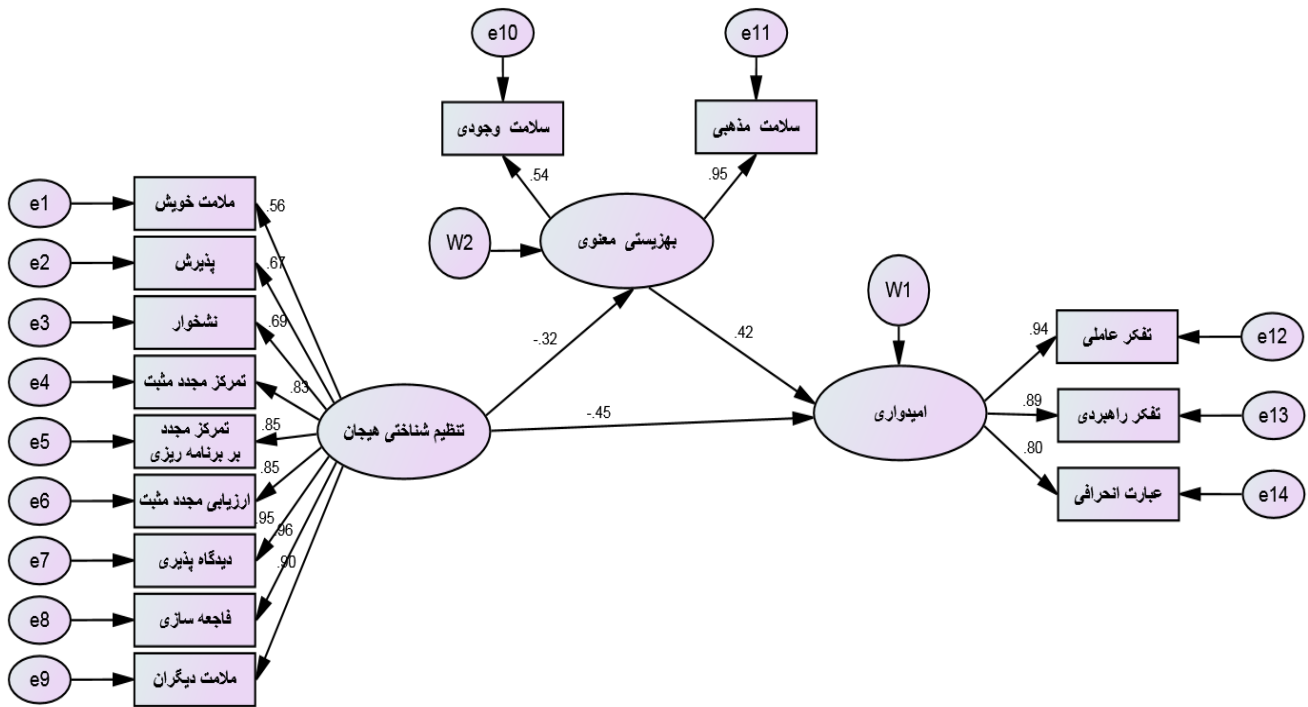 e10
e11
سلامت وجودی
سلامت مذهبی
.54
.95
e1
ملامت خویش
.56
e2
پذیرش
.67
e3
نشخوار
.69
e4
تمرکز مجدد مثبت
.83
e5
تمرکز مجدد
بر برنامه ریزی
.85
e6
ارزیابی مجدد مثبت
.85
e7
دیدگاه پذیری
.95
e8
فاجعه سازی
.96
e9
ملامت دیگران
.90
تنظیم شناختی هیجان
W2
بهزیستی معنوی
-.32
.42
-.45
W1
امیدواری
.94
تفکر عاملی
e12
.89
تفکر راهبردی
e13
.80
عبارت انحرافی
e14